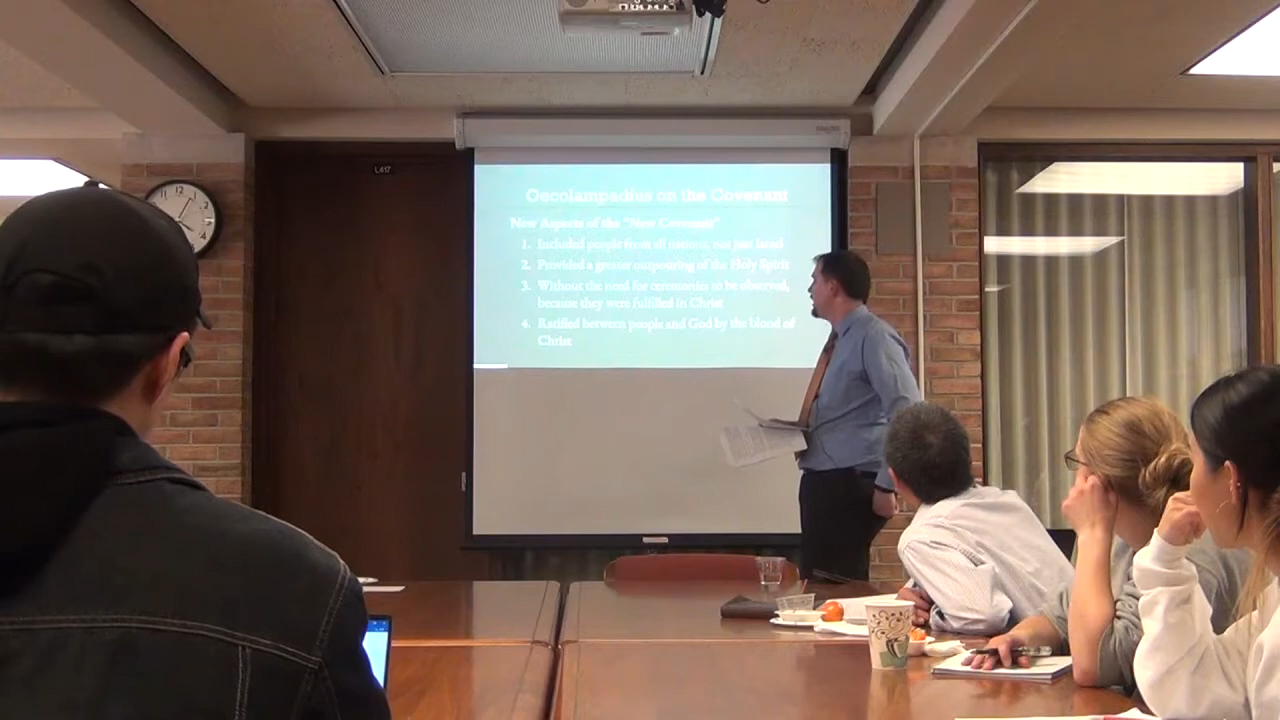 L417
Oecolampadius on the Covenant
New Aspects of the "New Covenant"
1. Included people from all nations, not just Israel
2. Provided a greater outpouring of the Holy Spirit
3. Without the need for ceremonies to be observed,
because they were fulfilled in Christ
4. Ratified between people and God by the blood of
Christ